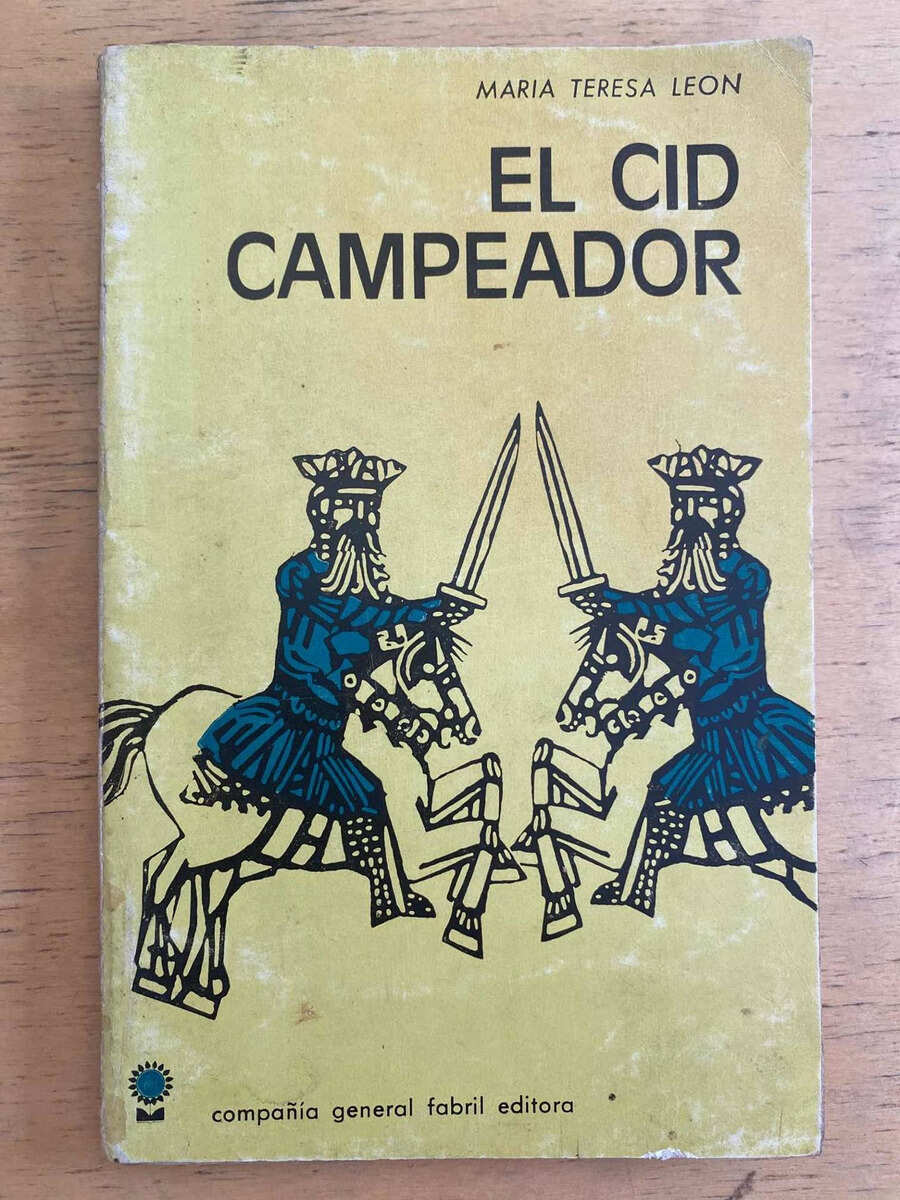 MARIA TERESA LEON
EL CID
CAMPEADOR
compañía general fabril editora